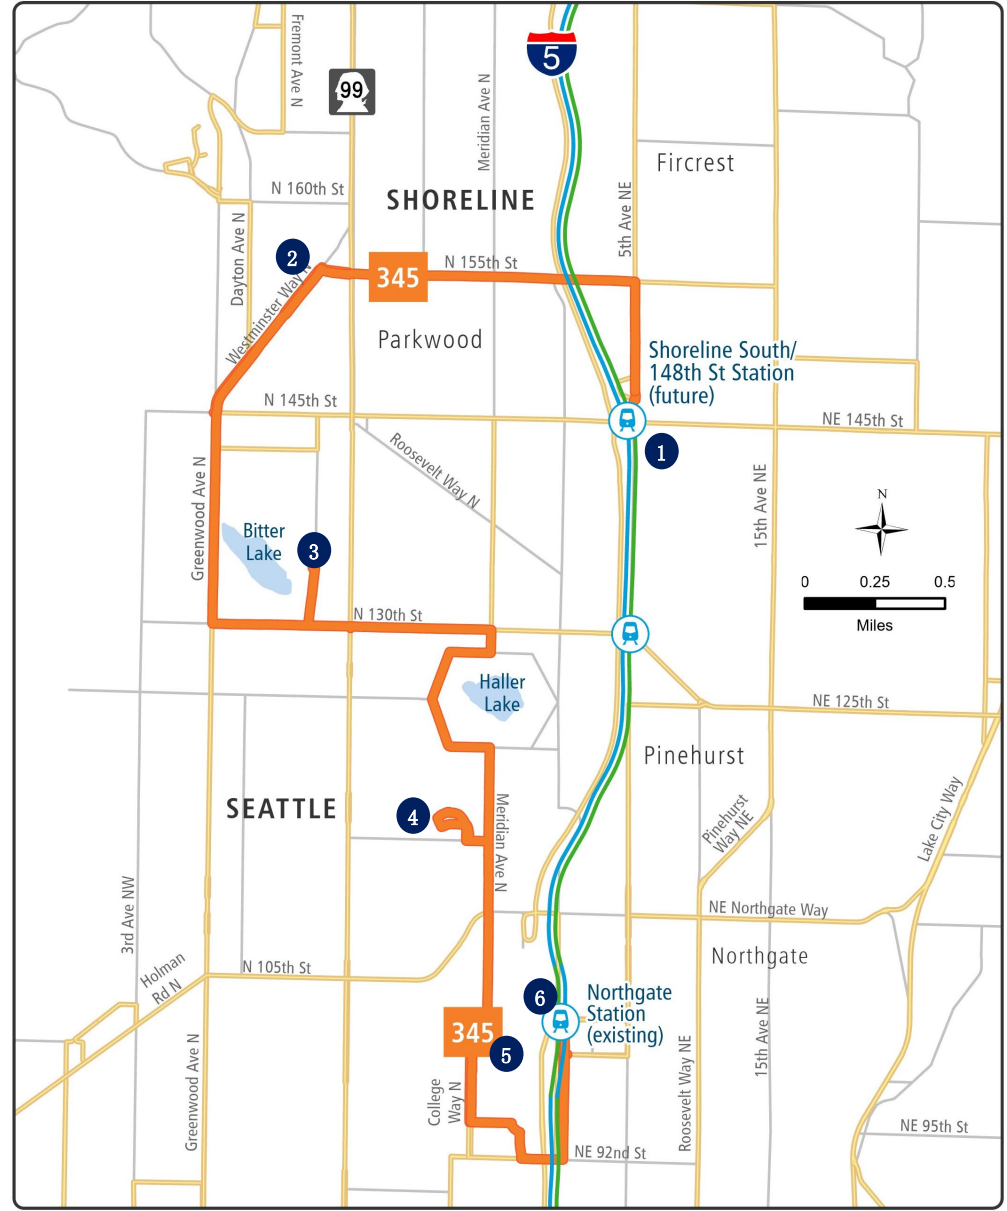 Fremont Ave N
99
5
Meridian Ave N
Fircrest
N 160th St
SHORELINE
5th Ave NE
Dayton Ave N
2
Westminster Way N
345
N 155th St
Parkwood
Shoreline South/
148th St Station
(future)
N 145th St
NE 145th St
1
Roosevelt Way N
Greenwood Ave N
15th Ave NE
N
Bitter
Lake
3
0 0.25 0.5
Miles
N 130th St
Haller
Lake
NE 125th St
Pinehurst
SEATTLE
4
Meridian Ave N
Pinehurst
Way NE
Lake City Way
3rd Ave NW
NE Northgate Way
Northgate
Holman
Rd N
N 105th St
6
Northgate
Station
(existing)
345
5
15th Ave NE
Greenwood Ave N
College
Way N
Roosevelt Way NE
NE 92nd St
NE 95th St